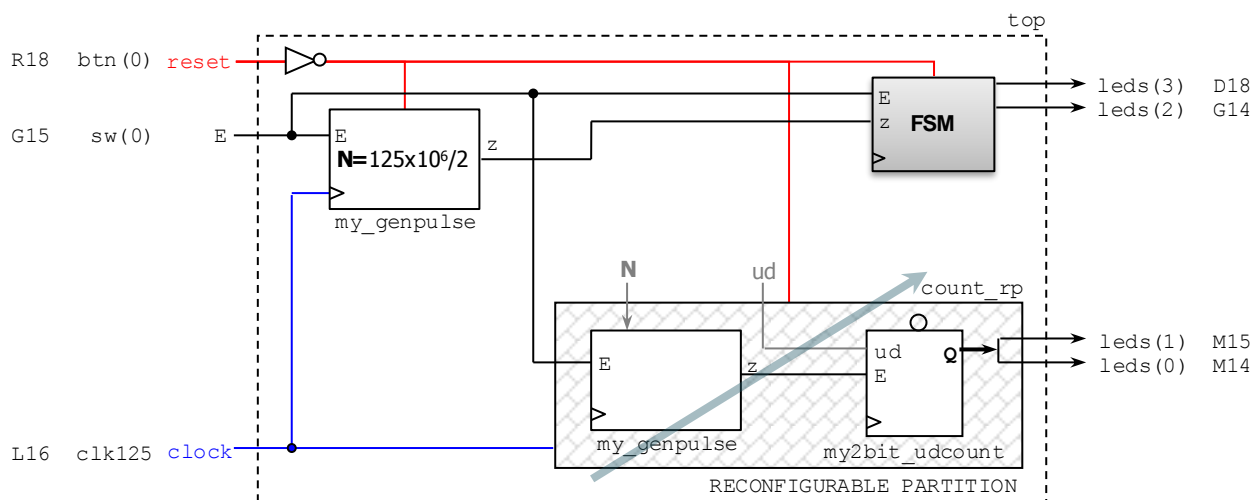 top
R18 btn(0) reset
leds(3) D18
leds(2) G14
E
z
FSM
G15 sw(0) E
E
N=125x10⁶/2
z
my_genpulse
N
ud
count_rp
E
z
ud
E
Q
leds(1) M15
leds(0) M14
my_genpulse
my2bit_udcount
L16 clk125 clock
RECONFIGURABLE PARTITION